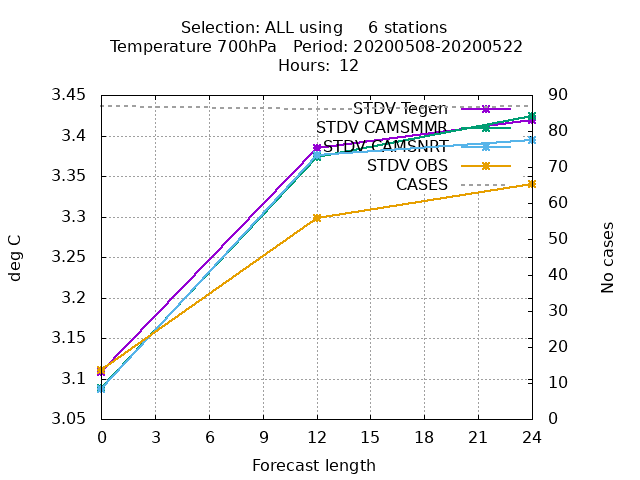 Selection: ALL using     6 stations
Temperature 700hPa   Period: 20200508-20200522
Hours:  12
3.45
3.4
3.35
3.3
3.25
3.2
3.15
3.1
3.05
deg C
90
80
70
60
50
40
30
20
10
0
No cases
STDV Tegen
STDV CAMSMMR
STDV CAMSNRT
STDV OBS
CASES
0 3 6 9 12 15 18 21 24
Forecast length